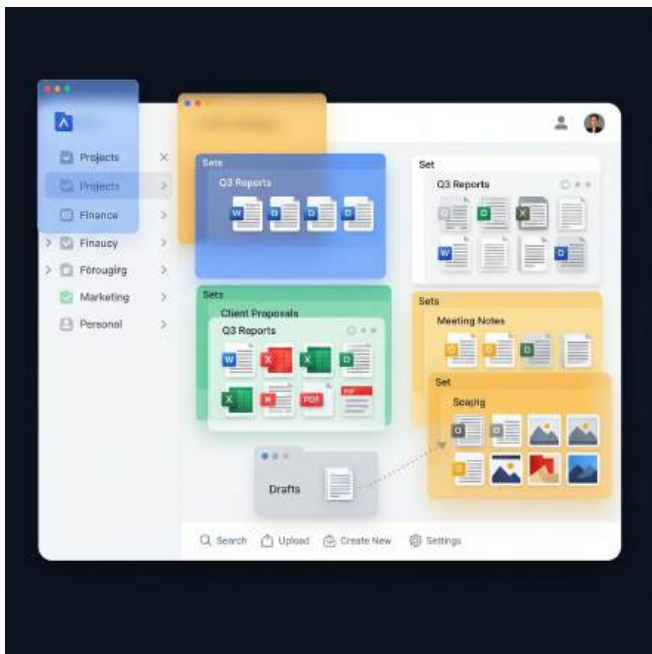 Projects
Projects
Finance
Finaucy
Förougirg
Marketing
Personal
Sets
Q3 Reports
W
Set
Q3 Reports
O
X
W
Sets
Client Proposals
Q3 Reports
W
X
X
X
PDF
PDF
Sets
Meeting Notes
Set
Drafts
Search
Upload
Create New
Settings